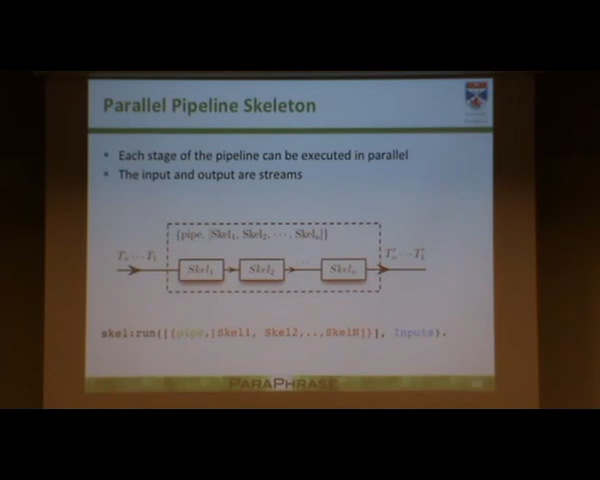 Parallel Pipeline Skeleton
• Each stage of the pipeline can be executed in parallel
• The input and output are streams
{pipe, [Skel₁, Skel₂, ⋯, Skelₙ]}
Tₙ ⋯ T₁
Skel₁
Skel₂
⋯
Skelₙ
T'ₙ ⋯ T'₁
skel:run([{pipe,[Skel1, Skel2,..,SkelN]}], Inputs).
PARAPHRASE